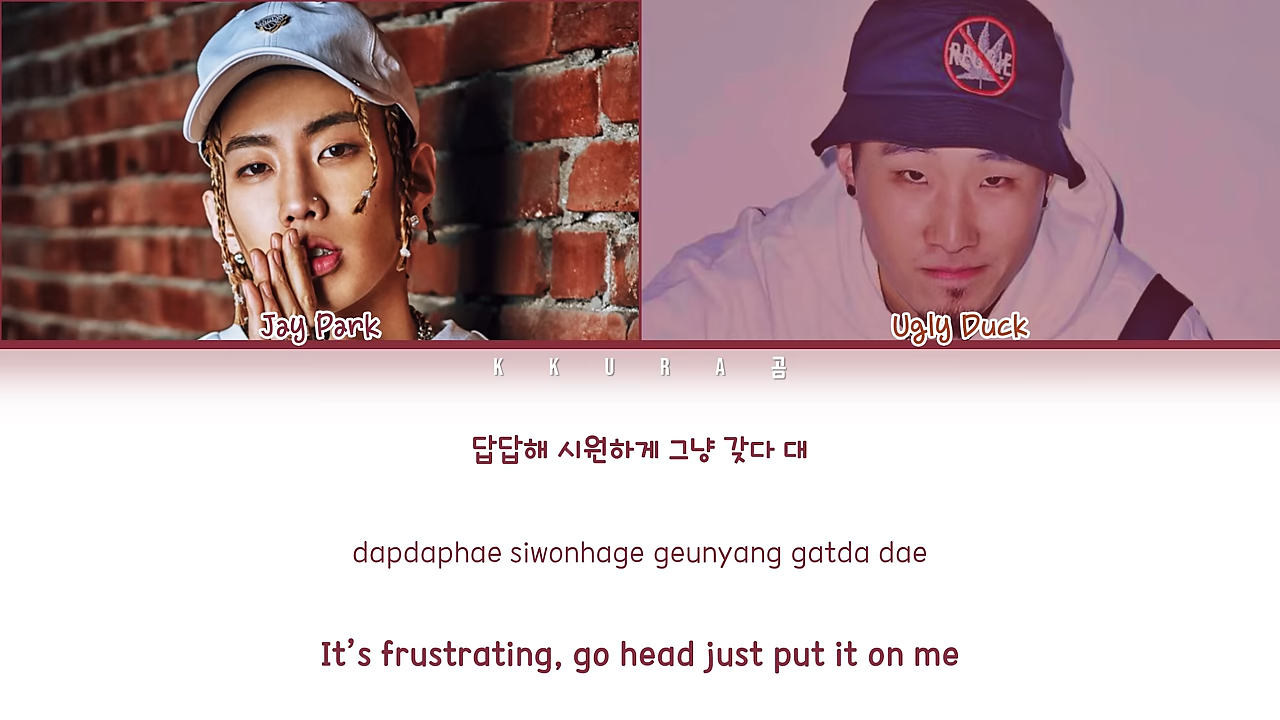 Jay Park
Ugly Duck
K K U R A 곰
답답해 시원하게 그냥 갖다 대
dapdaphae siwonhage geunyang gatda dae
It's frustrating, go head just put it on me